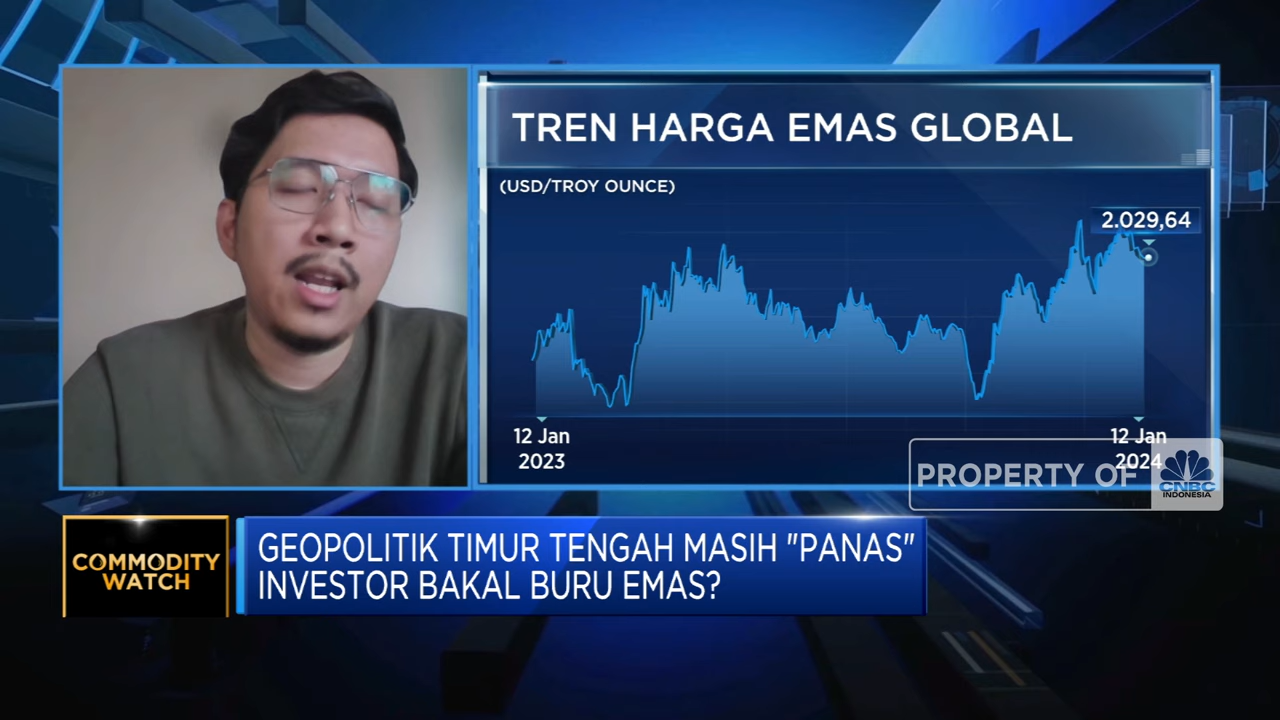 TREN HARGA EMAS GLOBAL
(USD/TROY OUNCE)
2.029,64
12 Jan
2023
12 Jan
2024
PROPERTY OF
CNBC
INDONESIA
COMMODITY
WATCH
GEOPOLITIK TIMUR TENGAH MASIH "PANAS"
INVESTOR BAKAL BURU EMAS?